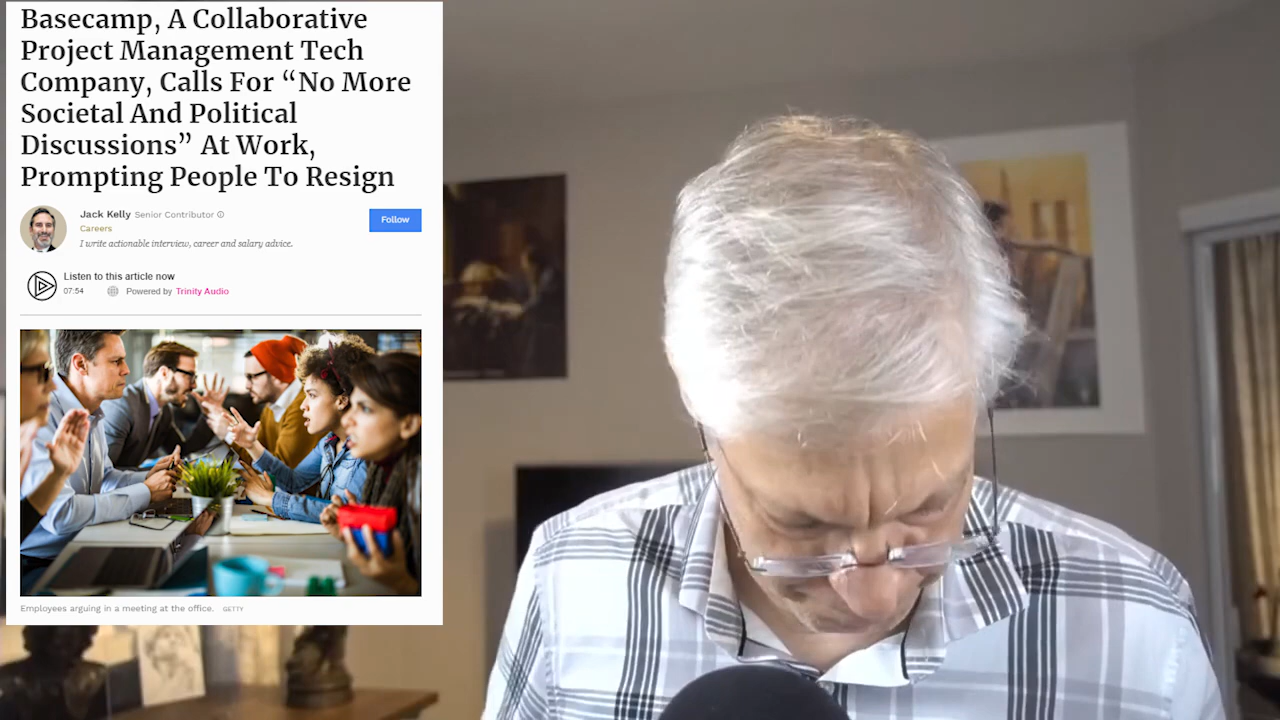 Basecamp, A Collaborative
Project Management Tech
Company, Calls For “No More
Societal And Political
Discussions” At Work,
Prompting People To Resign
Jack Kelly Senior Contributor
Careers
I write actionable interview, career and salary advice.
Follow
Listen to this article now
07:54 Powered by Trinity Audio
Employees arguing in a meeting at the office. GETTY